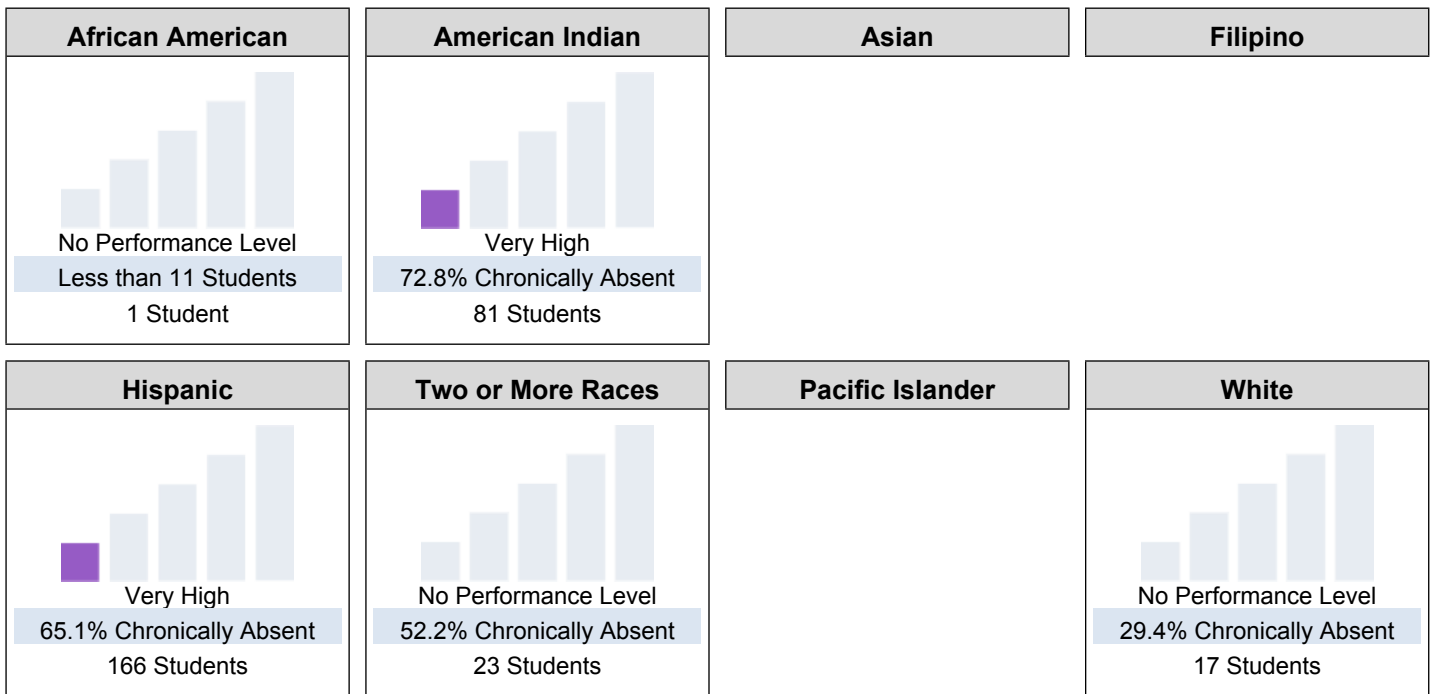 African American
American Indian
Asian
Filipino
No Performance Level
Less than 11 Students
1 Student
Very High
72.8% Chronically Absent
81 Students
Hispanic
Two or More Races
Pacific Islander
White
Very High
65.1% Chronically Absent
166 Students
No Performance Level
52.2% Chronically Absent
23 Students
No Performance Level
29.4% Chronically Absent
17 Students